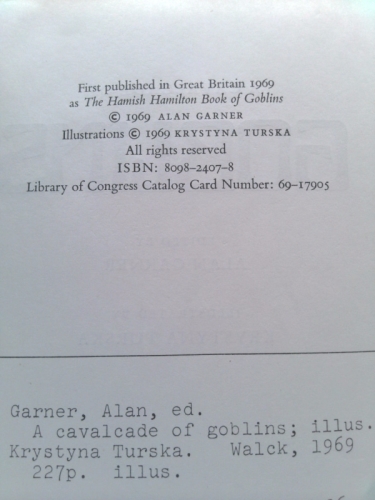 First published in Great Britain 1969
as The Hamish Hamilton Book of Goblins
© 1969 ALAN GARNER
Illustrations © 1969 KRYSTYNA TURSKA
All rights reserved
ISBN: 8098-2407-8
Library of Congress Catalog Card Number: 69-17905
Garner, Alan, ed.
A cavalcade of goblins; illus.
Krystyna Turska. Walck, 1969
227p. illus.